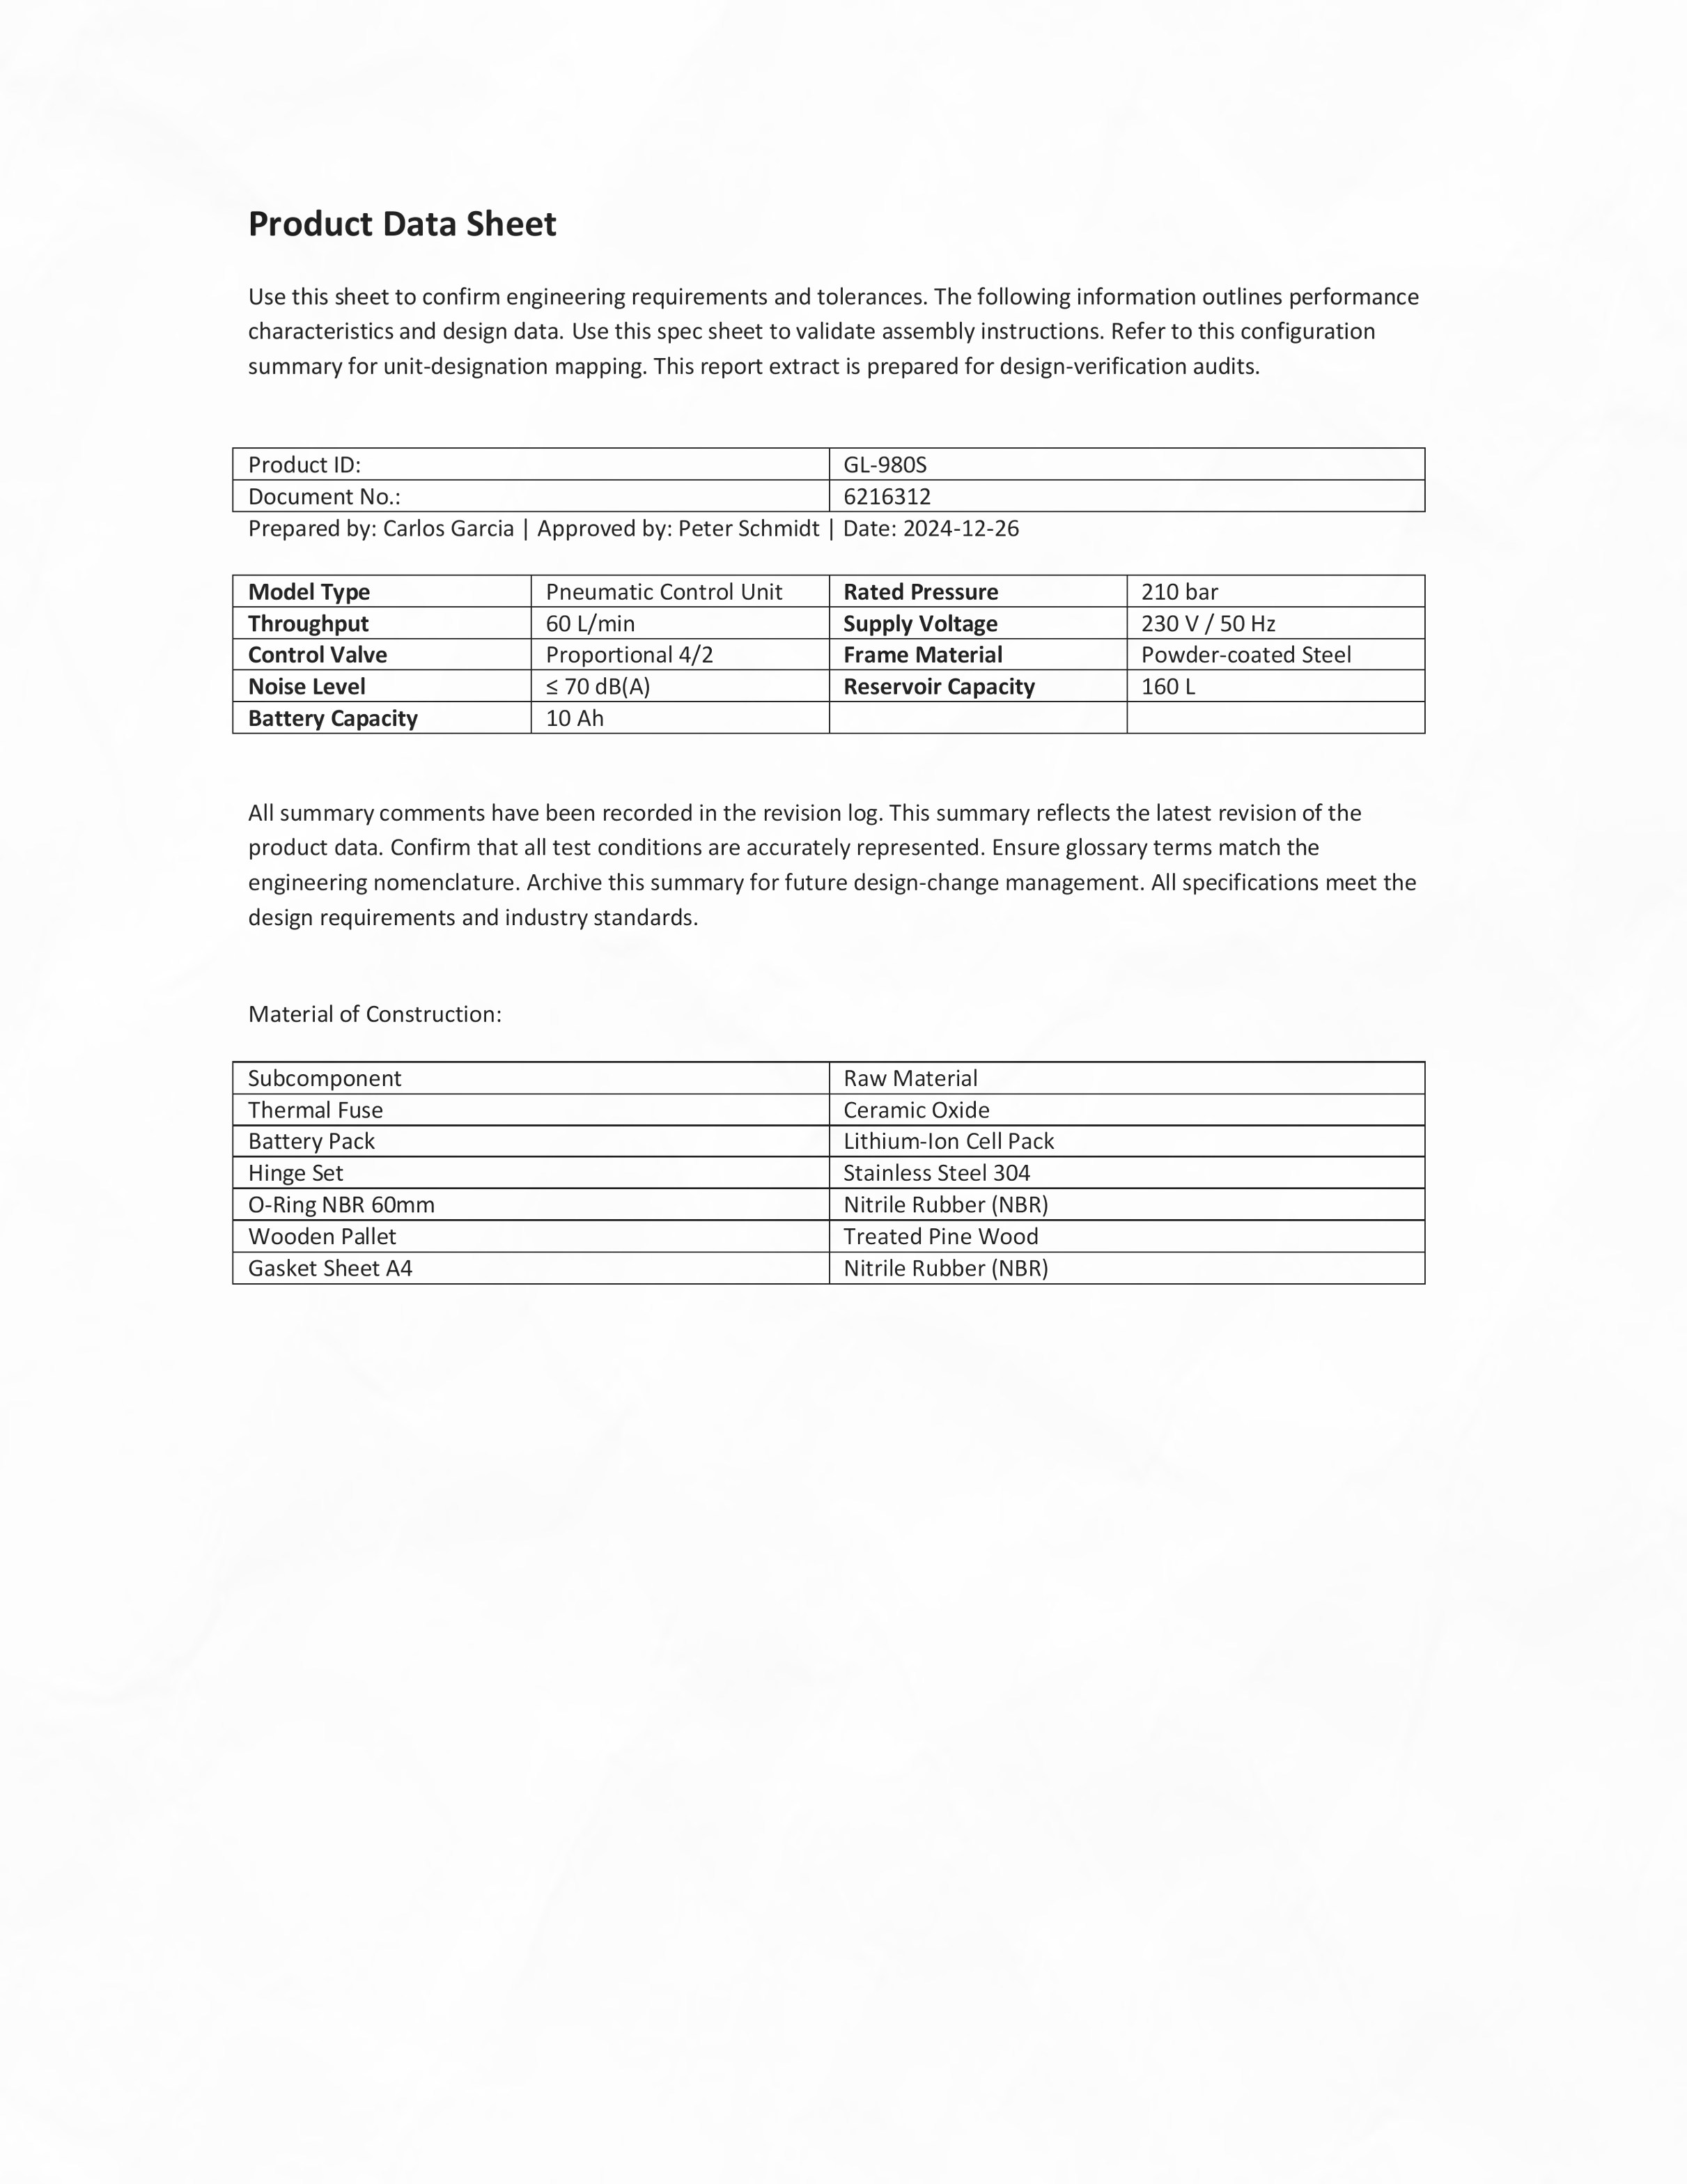 Product Data Sheet
Use this sheet to confirm engineering requirements and tolerances. The following information outlines performance
characteristics and design data. Use this spec sheet to validate assembly instructions. Refer to this configuration
summary for unit-designation mapping. This report extract is prepared for design-verification audits.
Product ID: GL-980S
Document No.: 6216312
Prepared by: Carlos Garcia | Approved by: Peter Schmidt | Date: 2024-12-26
Model Type Pneumatic Control Unit Rated Pressure 210 bar
Throughput 60 L/min Supply Voltage 230 V / 50 Hz
Control Valve Proportional 4/2 Frame Material Powder-coated Steel
Noise Level ≤ 70 dB(A) Reservoir Capacity 160 L
Battery Capacity 10 Ah
All summary comments have been recorded in the revision log. This summary reflects the latest revision of the
product data. Confirm that all test conditions are accurately represented. Ensure glossary terms match the
engineering nomenclature. Archive this summary for future design-change management. All specifications meet the
design requirements and industry standards.
Material of Construction:
Subcomponent Raw Material
Thermal Fuse Ceramic Oxide
Battery Pack Lithium-Ion Cell Pack
Hinge Set Stainless Steel 304
O-Ring NBR 60mm Nitrile Rubber (NBR)
Wooden Pallet Treated Pine Wood
Gasket Sheet A4 Nitrile Rubber (NBR)